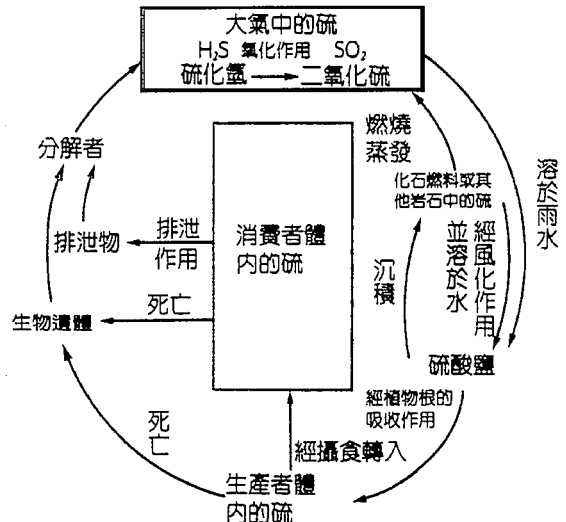 大氣中的硫
H₂S 氧化作用 SO₂
硫化氫 二氧化硫
分解者
排泄物
生物遺體
排泄
作用
死亡
消費者體
內的硫
燃燒
蒸發
化石燃料或其
他岩石中的硫
溶於雨水
經風化作用
並溶於水
沉積
硫酸鹽
經植物根的
吸收作用
死亡
經攝食轉入
生產者體
內的硫